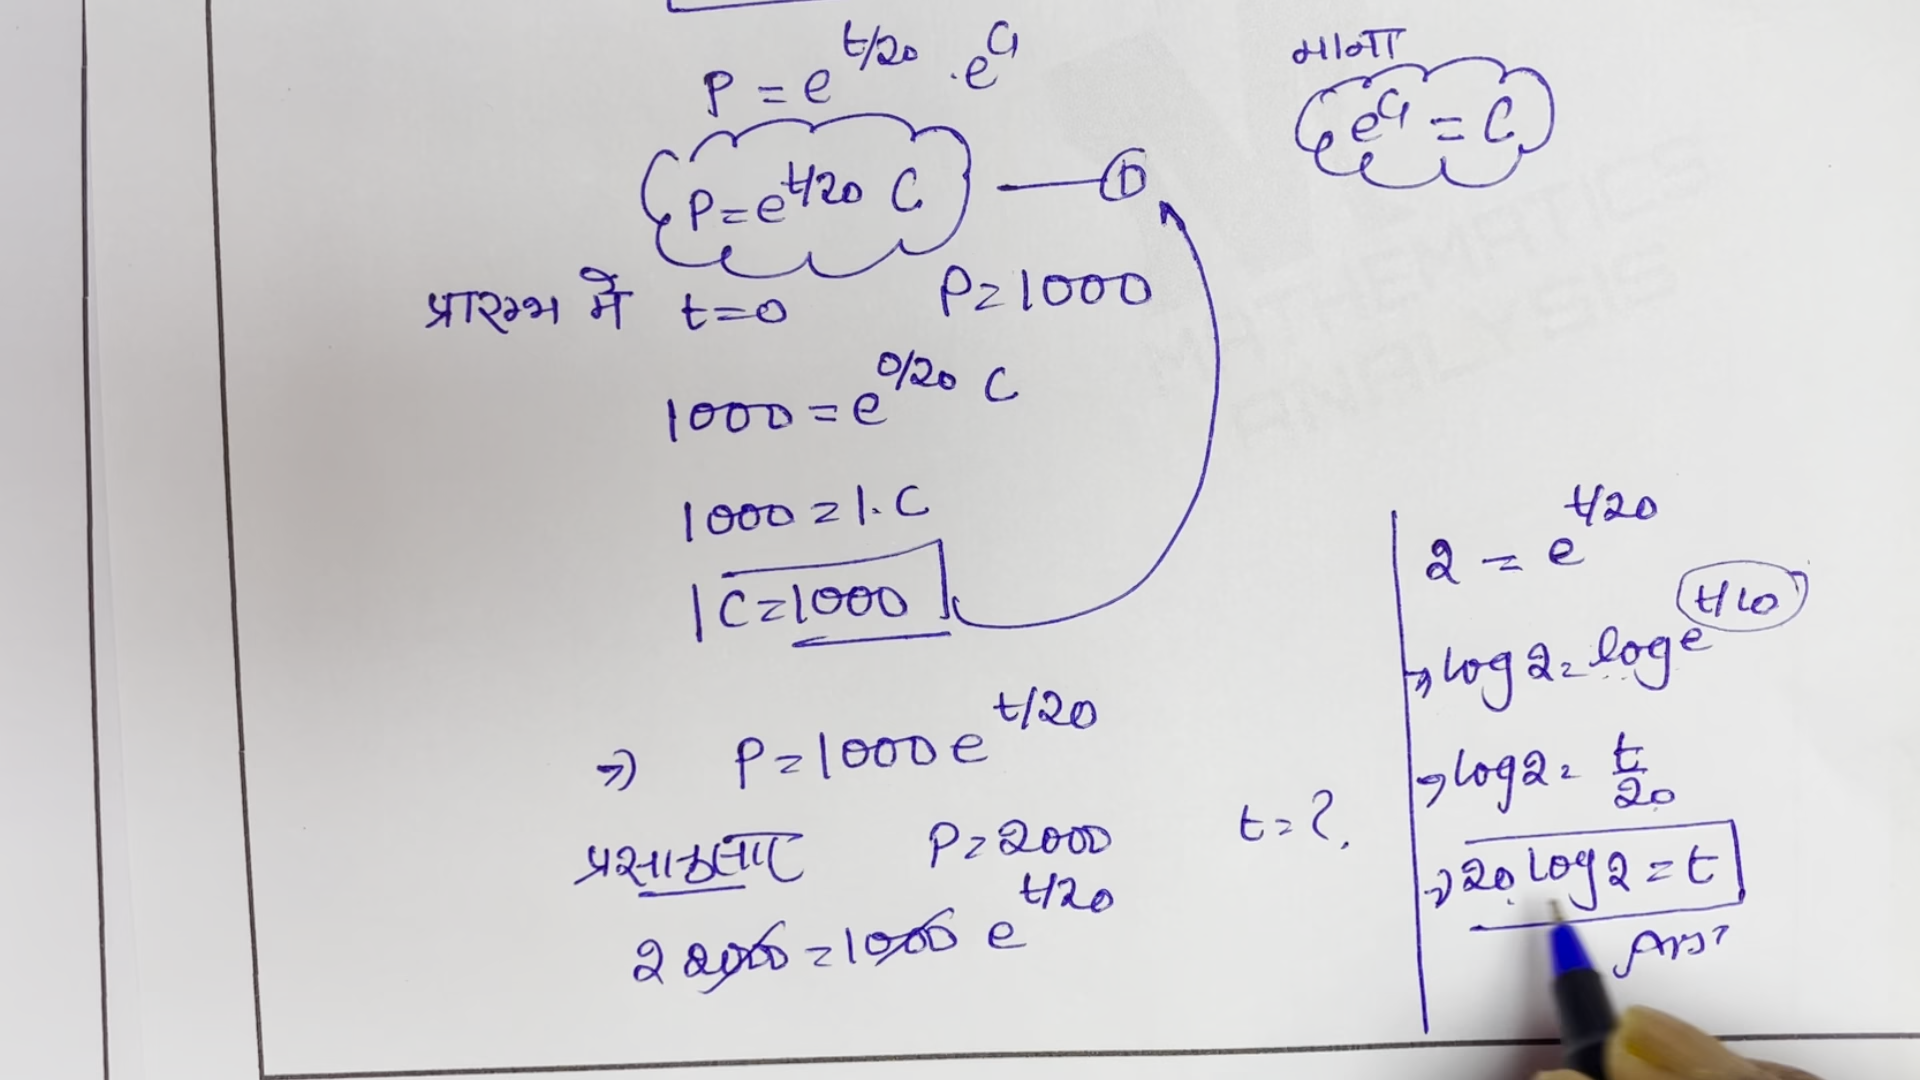 P = e^{t/20} . e^{C1}
माना
e^{C1} = C
P = e^{t/20} C — ①
प्रारम्भ में t=0 P=1000
1000 = e^{0/20} C
1000 = 1. C
C = 1000
⇒ P = 1000 e^{t/20}
प्रश्नानुसार P = 2000 t = ?.
2 2000 = 1000 e^{t/20}
2 = e^{t/20}
⇒ log 2 = log e^{t/20}
⇒ log 2 = t/20
⇒ 20 log 2 = t
Ans